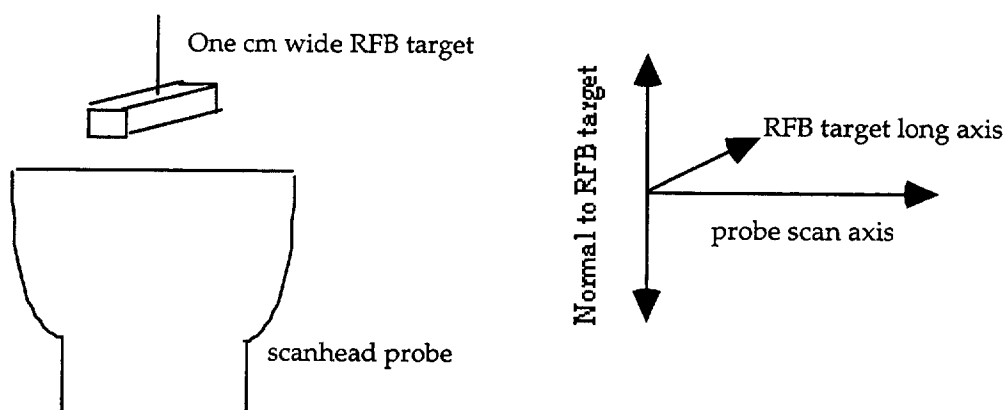 One cm wide RFB target
Normal to RFB target
RFB target long axis
probe scan axis
scanhead probe